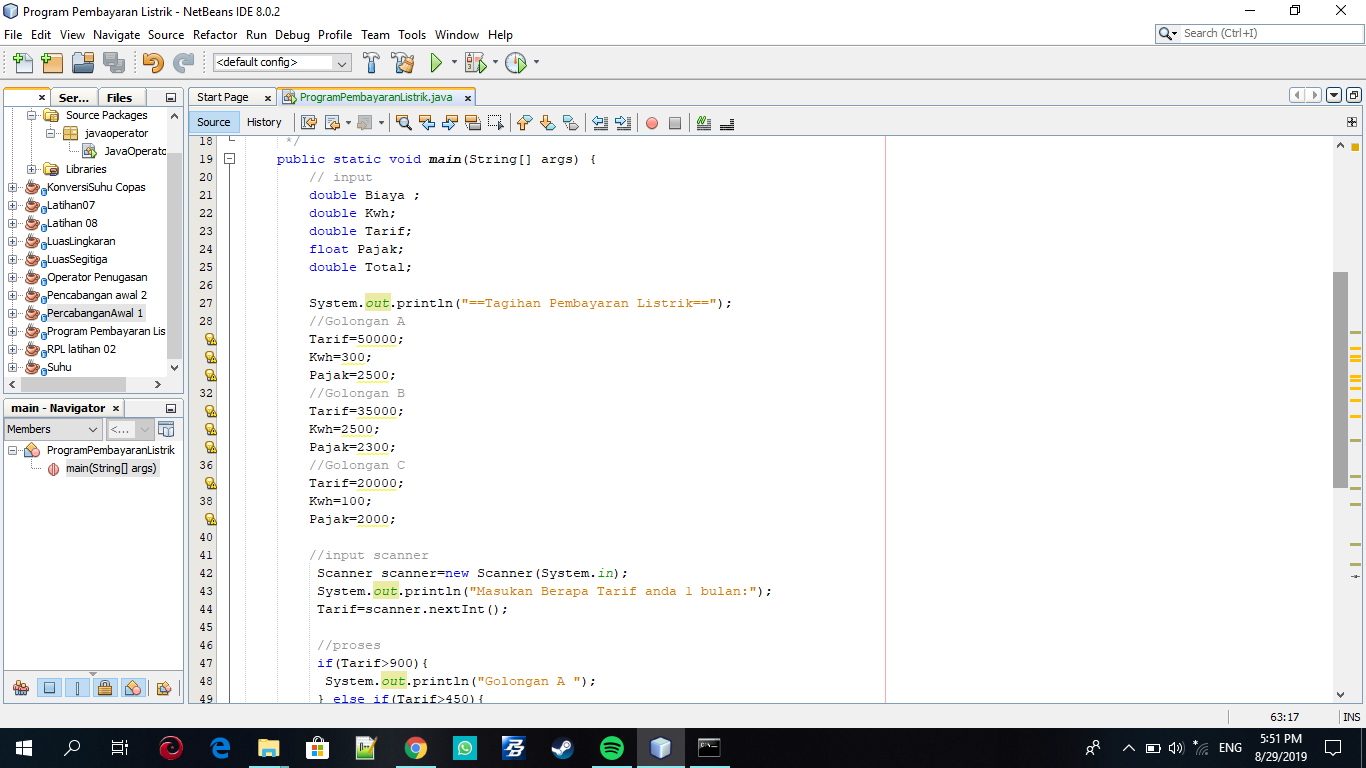 Program Pembayaran Listrik - NetBeans IDE 8.0.2
File Edit View Navigate Source Refactor Run Debug Profile Team Tools Window Help
Search (Ctrl+I)
<default config>
Ser... Files
Start Page ProgramPembayaranListrik.java
Source History
Source Packages
javaoperator
JavaOperato
Libraries
KonversiSuhu Copas
Latihan07
Latihan 08
LuasLingkaran
LuasSegitiga
Operator Penugasan
Pencabangan awal 2
PercabanganAwal 1
Program Pembayaran Lis
RPL latihan 02
Suhu
main - Navigator
Members <...
ProgramPembayaranListrik
main(String[] args)
18 */
19 public static void main(String[] args) {
20 // input
21 double Biaya ;
22 double Kwh;
23 double Tarif;
24 float Pajak;
25 double Total;
26
27 System.out.println("==Tagihan Pembayaran Listrik==");
28 //Golongan A
Tarif=50000;
Kwh=300;
Pajak=2500;
32 //Golongan B
Tarif=35000;
Kwh=2500;
Pajak=2300;
36 //Golongan C
Tarif=20000;
38 Kwh=100;
Pajak=2000;
40
41 //input scanner
42 Scanner scanner=new Scanner(System.in);
43 System.out.println("Masukan Berapa Tarif anda 1 bulan:");
44 Tarif=scanner.nextInt();
45
46 //proses
47 if(Tarif>900){
48 System.out.println("Golongan A ");
49 } else if(Tarif>450){
63:17 INS
ENG
5:51 PM
8/29/2019